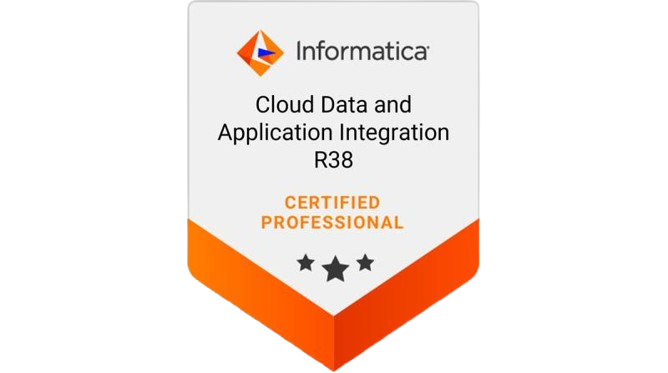 Informatica
Cloud Data and
Application Integration
R38
CERTIFIED
PROFESSIONAL